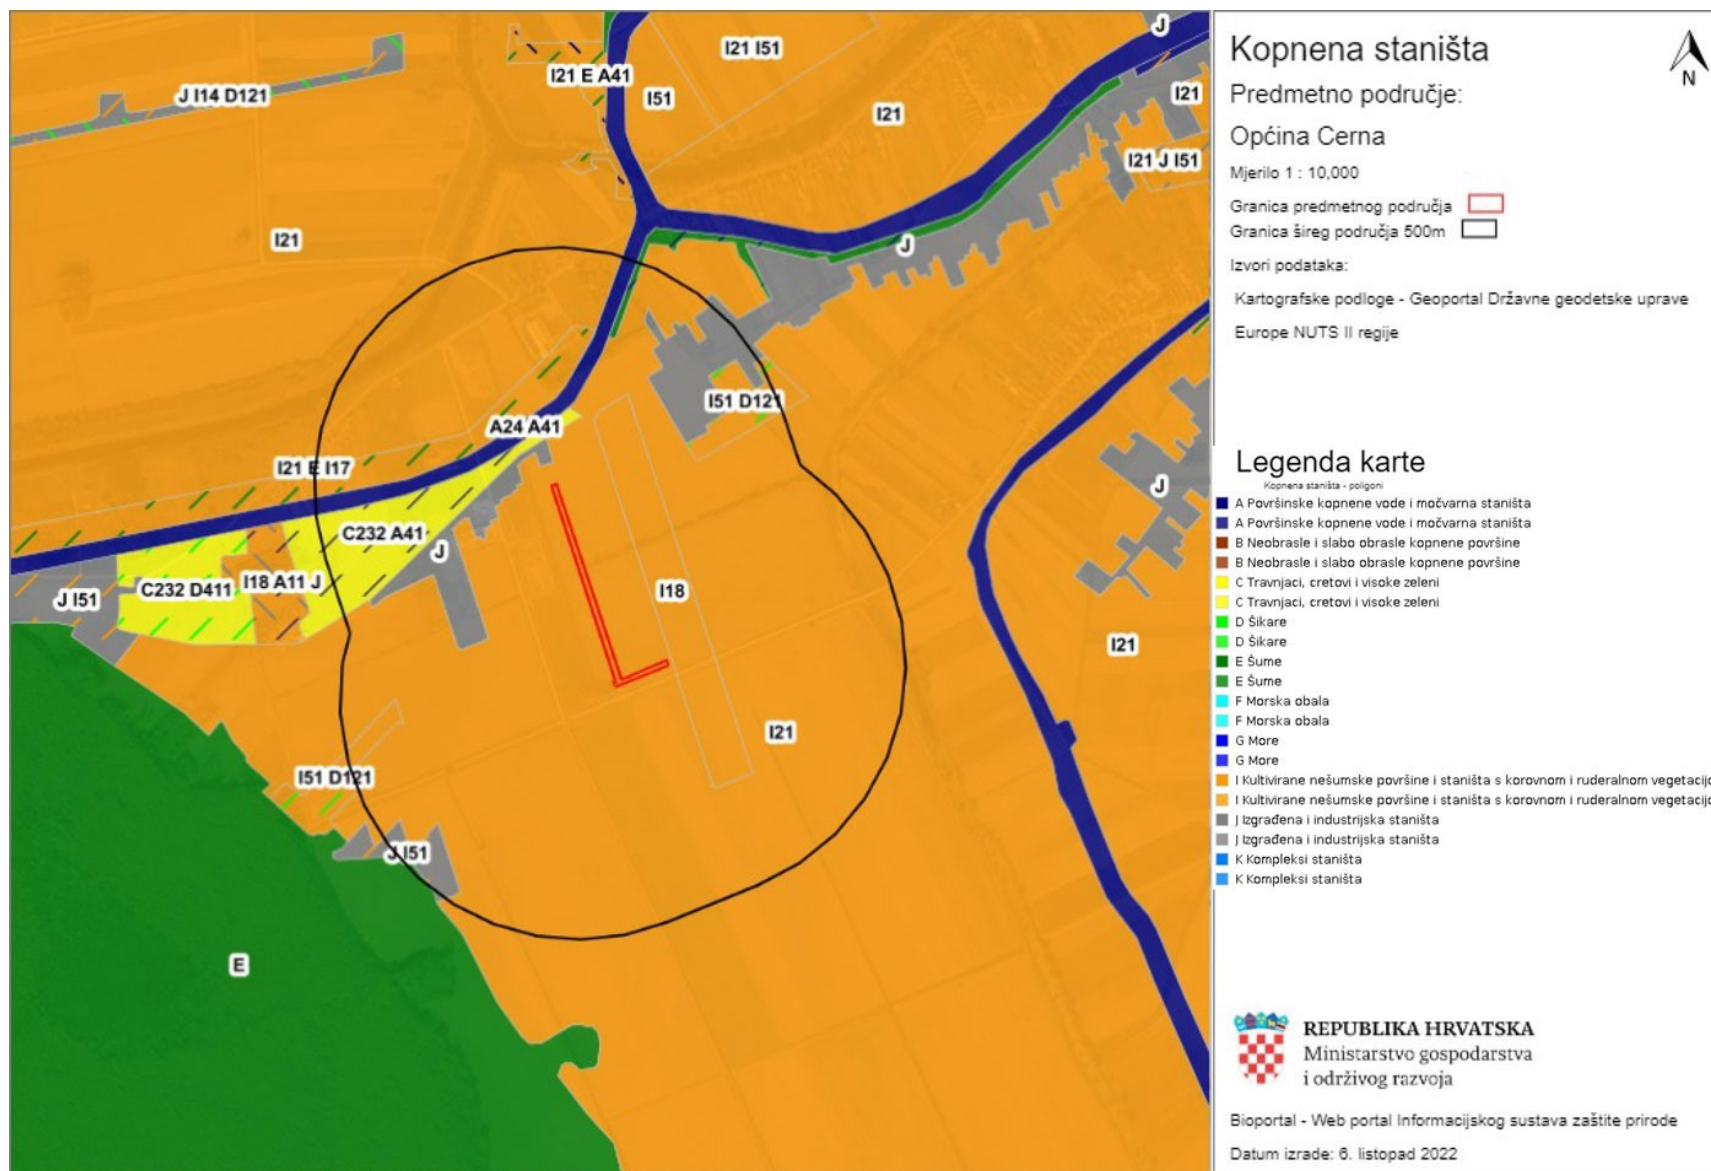 J
I21 I51
I21 E A41
J I14 D121
I51
I21
I21
I21 J I51
I21
J
I51 D121
A24 A41
I21 E I17
J
C232 A41
J
I18 A11 J
C232 D411
J I51
I18
I21
I21
I51 D121
J I51
E
Kopnena staništa
N
Predmetno područje:
Općina Cerna
Mjerilo 1 : 10,000
Granica predmetnog područja
Granica šireg područja 500m
Izvori podataka:
Kartografske podloge - Geoportal Državne geodetske uprave
Europe NUTS II regije
Legenda karte
Kopnena staništa - poligoni
A Površinske kopnene vode i močvarna staništa
A Površinske kopnene vode i močvarna staništa
B Neobrasle i slabo obrasle kopnene površine
B Neobrasle i slabo obrasle kopnene površine
C Travnjaci, cretovi i visoke zeleni
C Travnjaci, cretovi i visoke zeleni
D Šikare
D Šikare
E Šume
E Šume
F Morska obala
F Morska obala
G More
G More
I Kultivirane nešumske površine i staništa s korovnom i ruderalnom vegetacijo
I Kultivirane nešumske površine i staništa s korovnom i ruderalnom vegetacijo
J Izgrađena i industrijska staništa
J Izgrađena i industrijska staništa
K Kompleksi staništa
K Kompleksi staništa
REPUBLIKA HRVATSKA
Ministarstvo gospodarstva
i održivog razvoja
Bioportal - Web portal Informacijskog sustava zaštite prirode
Datum izrade: 6. listopad 2022